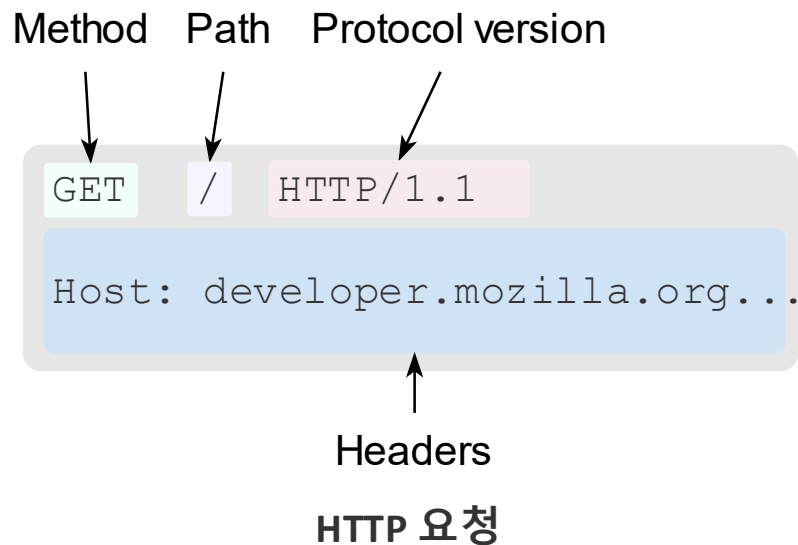 Method Path Protocol version
GET / HTTP/1.1
Host: developer.mozilla.org...
Headers
HTTP 요청